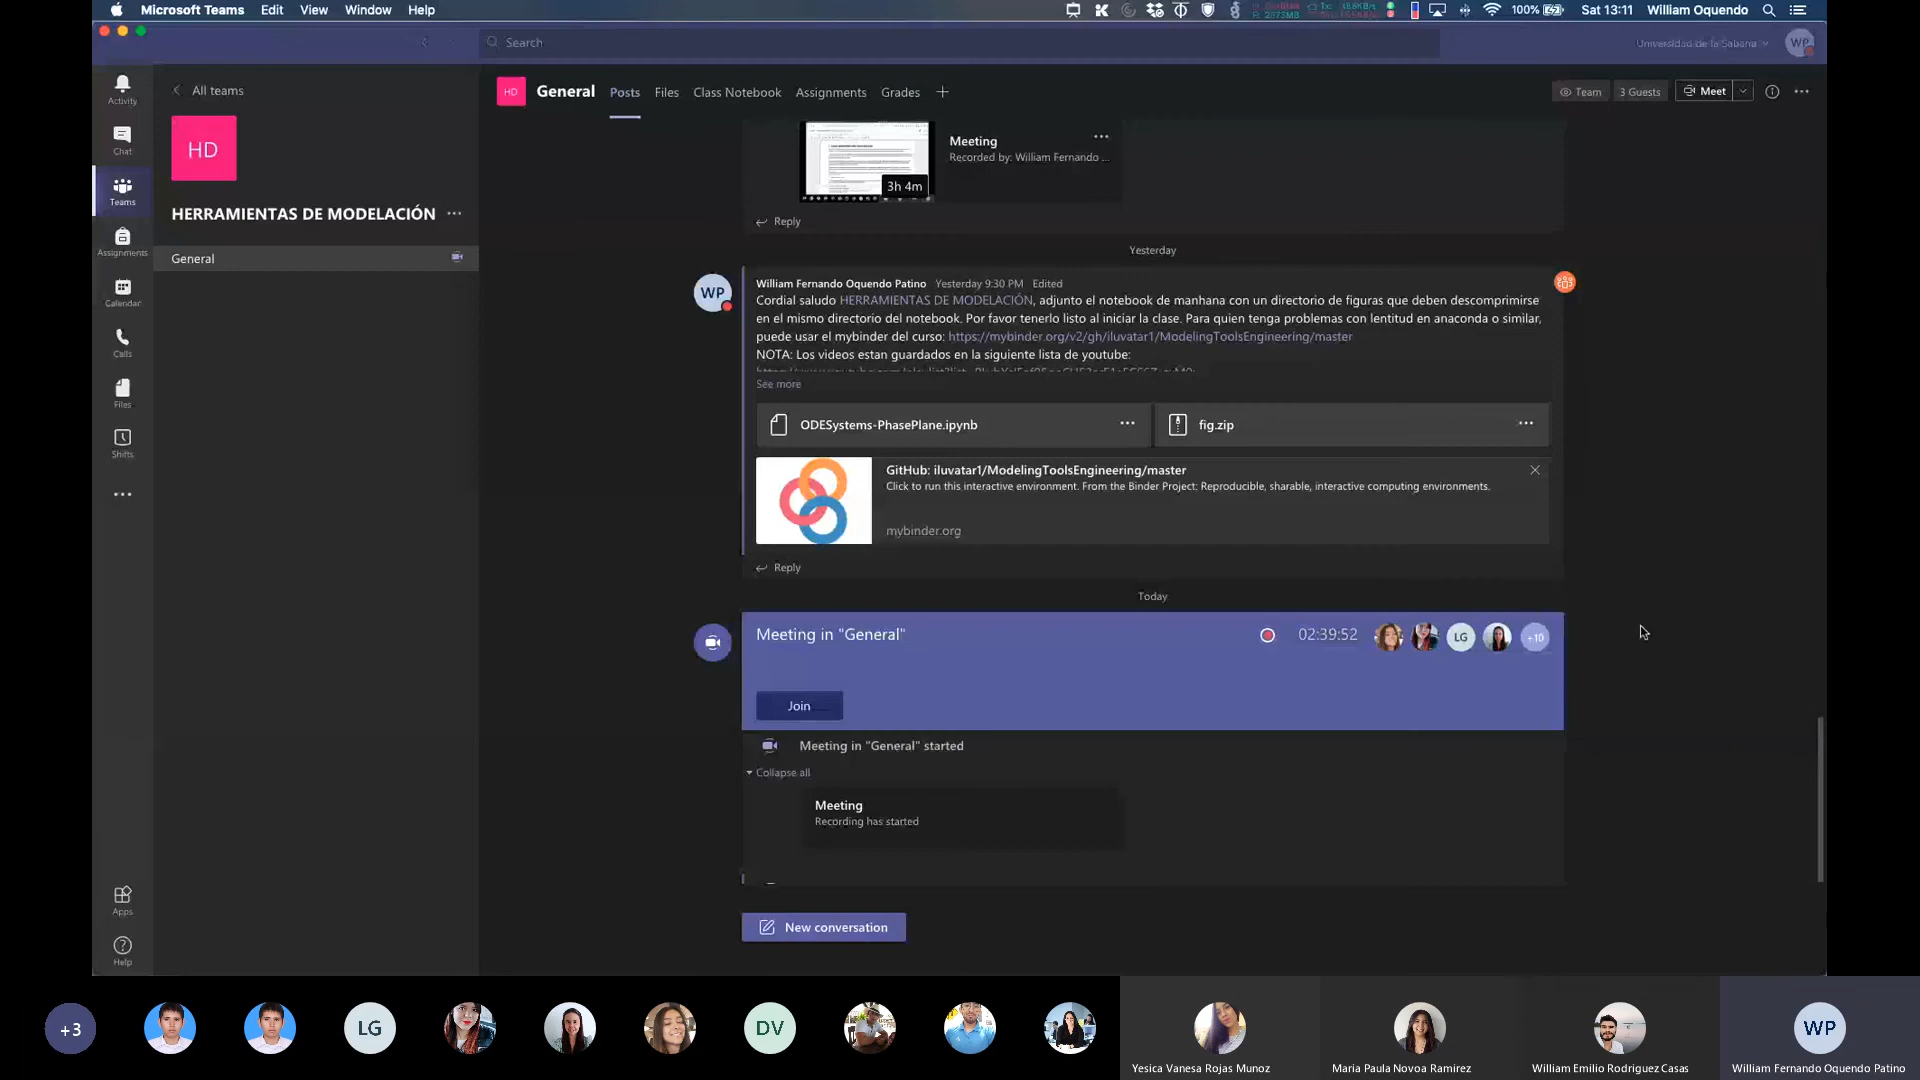 Microsoft Teams Edit View Window Help
100% Sat 13:11 William Oquendo
Search
Universidad de la Sabana WP
Activity
Chat
Teams
Assignments
Calendar
Calls
Files
Shifts
Apps
Help
All teams
HD
HERRAMIENTAS DE MODELACIÓN
General
HD General Posts Files Class Notebook Assignments Grades
Team 3 Guests Meet
Meeting
Recorded by: William Fernando ...
3h 4m
Reply
Yesterday
WP
William Fernando Oquendo Patino Yesterday 9:30 PM Edited
Cordial saludo HERRAMIENTAS DE MODELACIÓN, adjunto el notebook de manhana con un directorio de figuras que deben descomprimirse
en el mismo directorio del notebook. Por favor tenerlo listo al iniciar la clase. Para quien tenga problemas con lentitud en anaconda o similar,
puede usar el mybinder del curso: https://mybinder.org/v2/gh/iluvatar1/ModelingToolsEngineering/master
NOTA: Los videos estan guardados en la siguiente lista de youtube:
See more
ODESystems-PhasePlane.ipynb
fig.zip
GitHub: iluvatar1/ModelingToolsEngineering/master
Click to run this interactive environment. From the Binder Project: Reproducible, sharable, interactive computing environments.
mybinder.org
Reply
Today
Meeting in "General" 02:39:52 LG +10
Join
Meeting in "General" started
Collapse all
Meeting
Recording has started
New conversation
+3 LG DV WP
Yesica Vanesa Rojas Munoz
Maria Paula Novoa Ramirez
William Emilio Rodriguez Casas
William Fernando Oquendo Patino